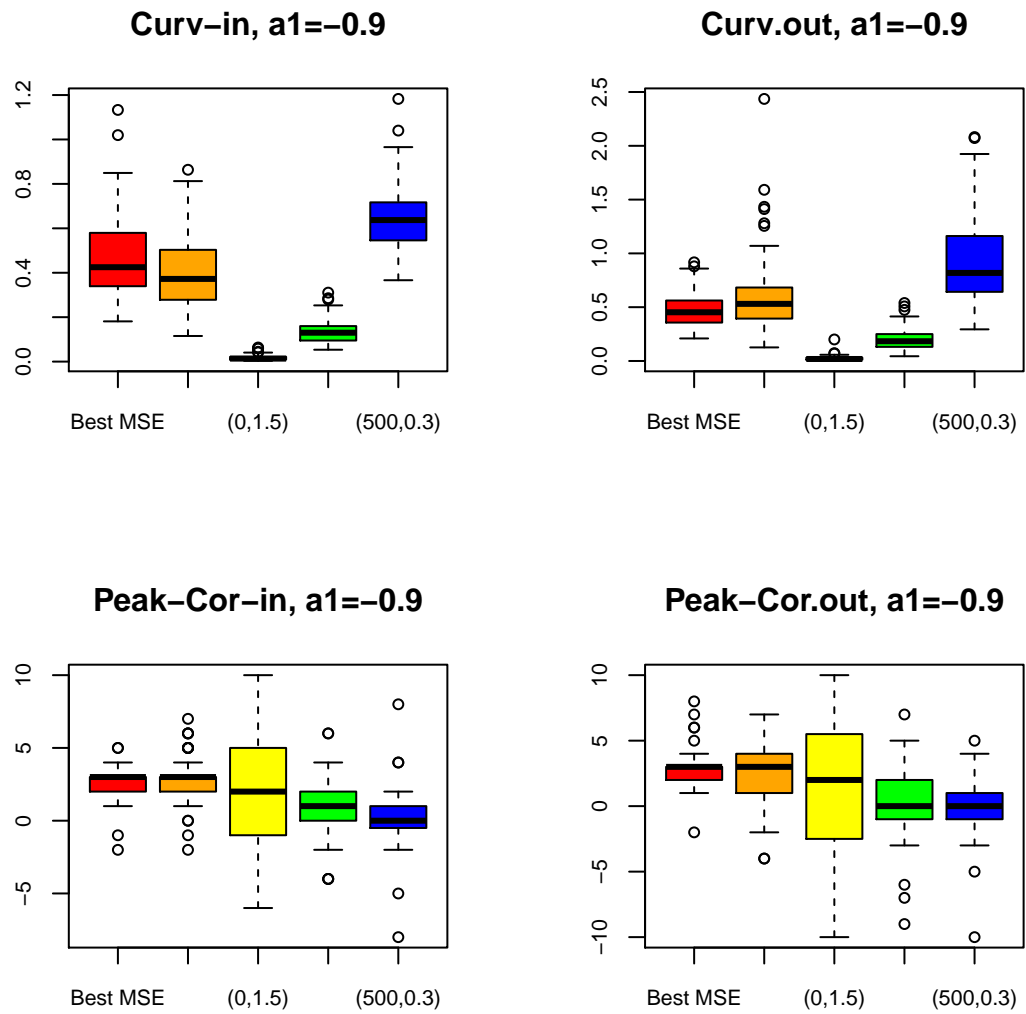 Curv−in, a1=−0.9
1.2
0.8
0.4
0.0
Best MSE (0,1.5) (500,0.3)
Curv.out, a1=−0.9
2.5
2.0
1.5
1.0
0.5
0.0
Best MSE (0,1.5) (500,0.3)
Peak−Cor−in, a1=−0.9
10
5
0
−5
Best MSE (0,1.5) (500,0.3)
Peak−Cor.out, a1=−0.9
10
5
0
−5
−10
Best MSE (0,1.5) (500,0.3)